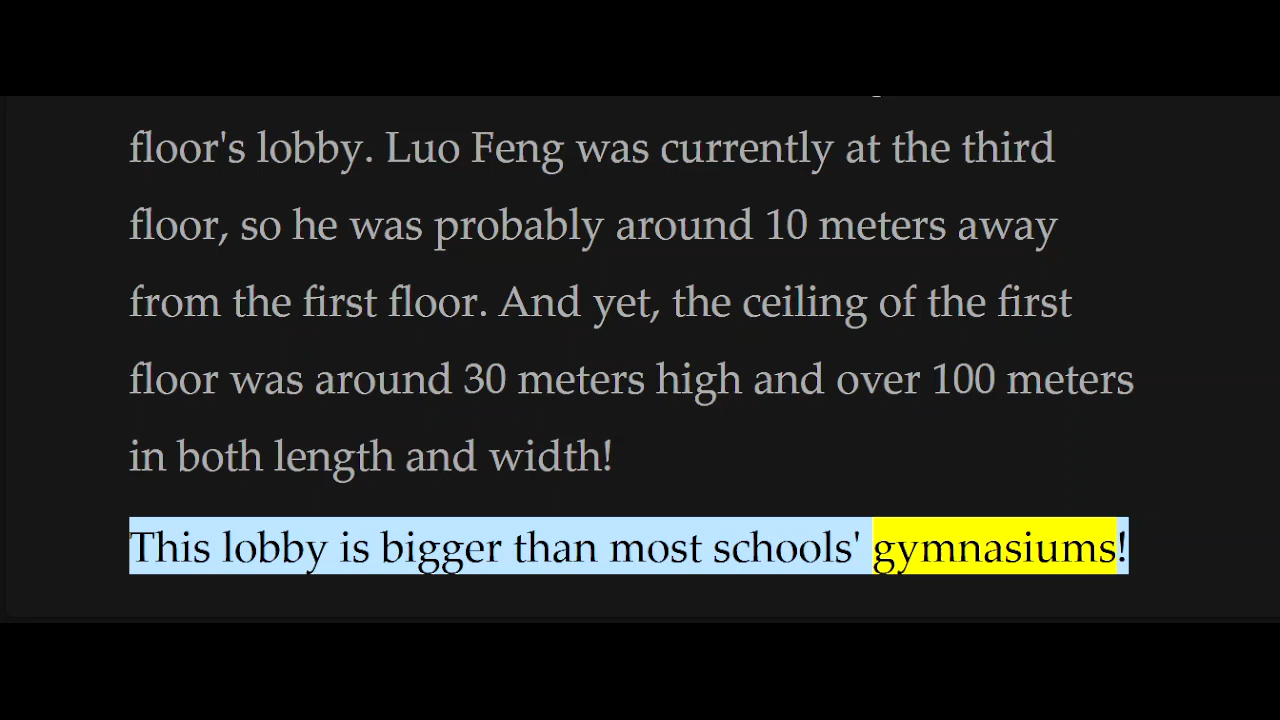 floor's lobby. Luo Feng was currently at the third
floor, so he was probably around 10 meters away
from the first floor. And yet, the ceiling of the first
floor was around 30 meters high and over 100 meters
in both length and width!
This lobby is bigger than most schools' gymnasiums!